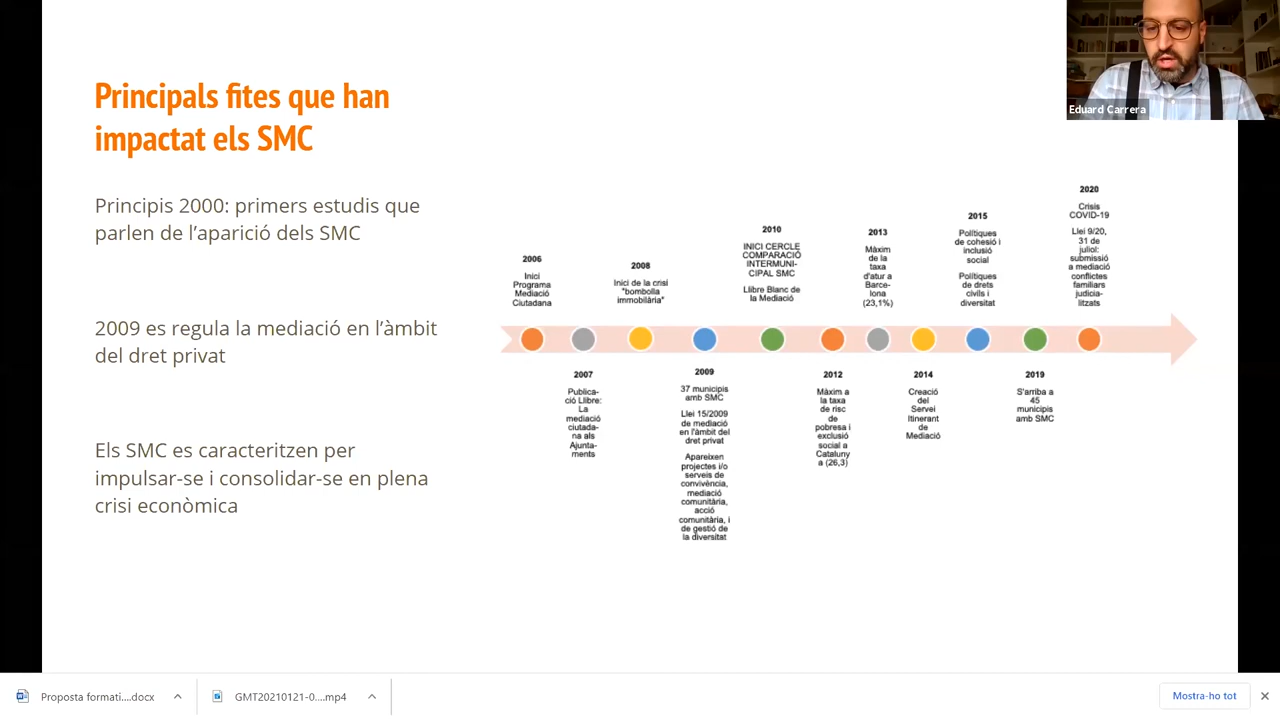 Principals fites que han
impactat els SMC
Eduard Carrera
Principis 2000: primers estudis que
parlen de l'aparició dels SMC
2009 es regula la mediació en l'àmbit
del dret privat
Els SMC es caracteritzen per
impulsar-se i consolidar-se en plena
crisi econòmica
2006
Inici
Programa
Mediació
Ciutadana
2007
Publica-
ció Llibre:
La
mediació
ciutada-
na als
Ajunta-
ments
2008
Inici de la crisi
"bombolla
immobilària"
2009
37 municipis
amb SMC
Llei 15/2009
de mediació
en l'àmbit del
dret privat
Apareixen
projectes i/o
serveis de
convivència,
mediació
comunitària,
acció
comunitària, i
de gestió de
la diversitat
2010
INICI CERCLE
COMPARACIÓ
INTERMUNI-
CIPAL SMC
Llibre Blanc de
la Mediació
2012
Màxim a
la taxa
de risc
de
pobresa i
exclusió
social a
Cataluny
a (26,3)
2013
Màxim
de la
taxa
d'atur a
Barce-
lona
(23,1%)
2014
Creació
del
Servei
Itinerant
de
Mediació
2015
Polítiques
de cohesió i
inclusió
social
Polítiques
de drets
civils i
diversitat
2019
S'arriba a
45
municipis
amb SMC
2020
Crisis
COVID-19
Llei 9/20,
31 de
juliol:
submissió
a mediació
conflictes
familiars
judicia-
litzats
Proposta formati....docx
GMT20210121-0....mp4
Mostra-ho tot